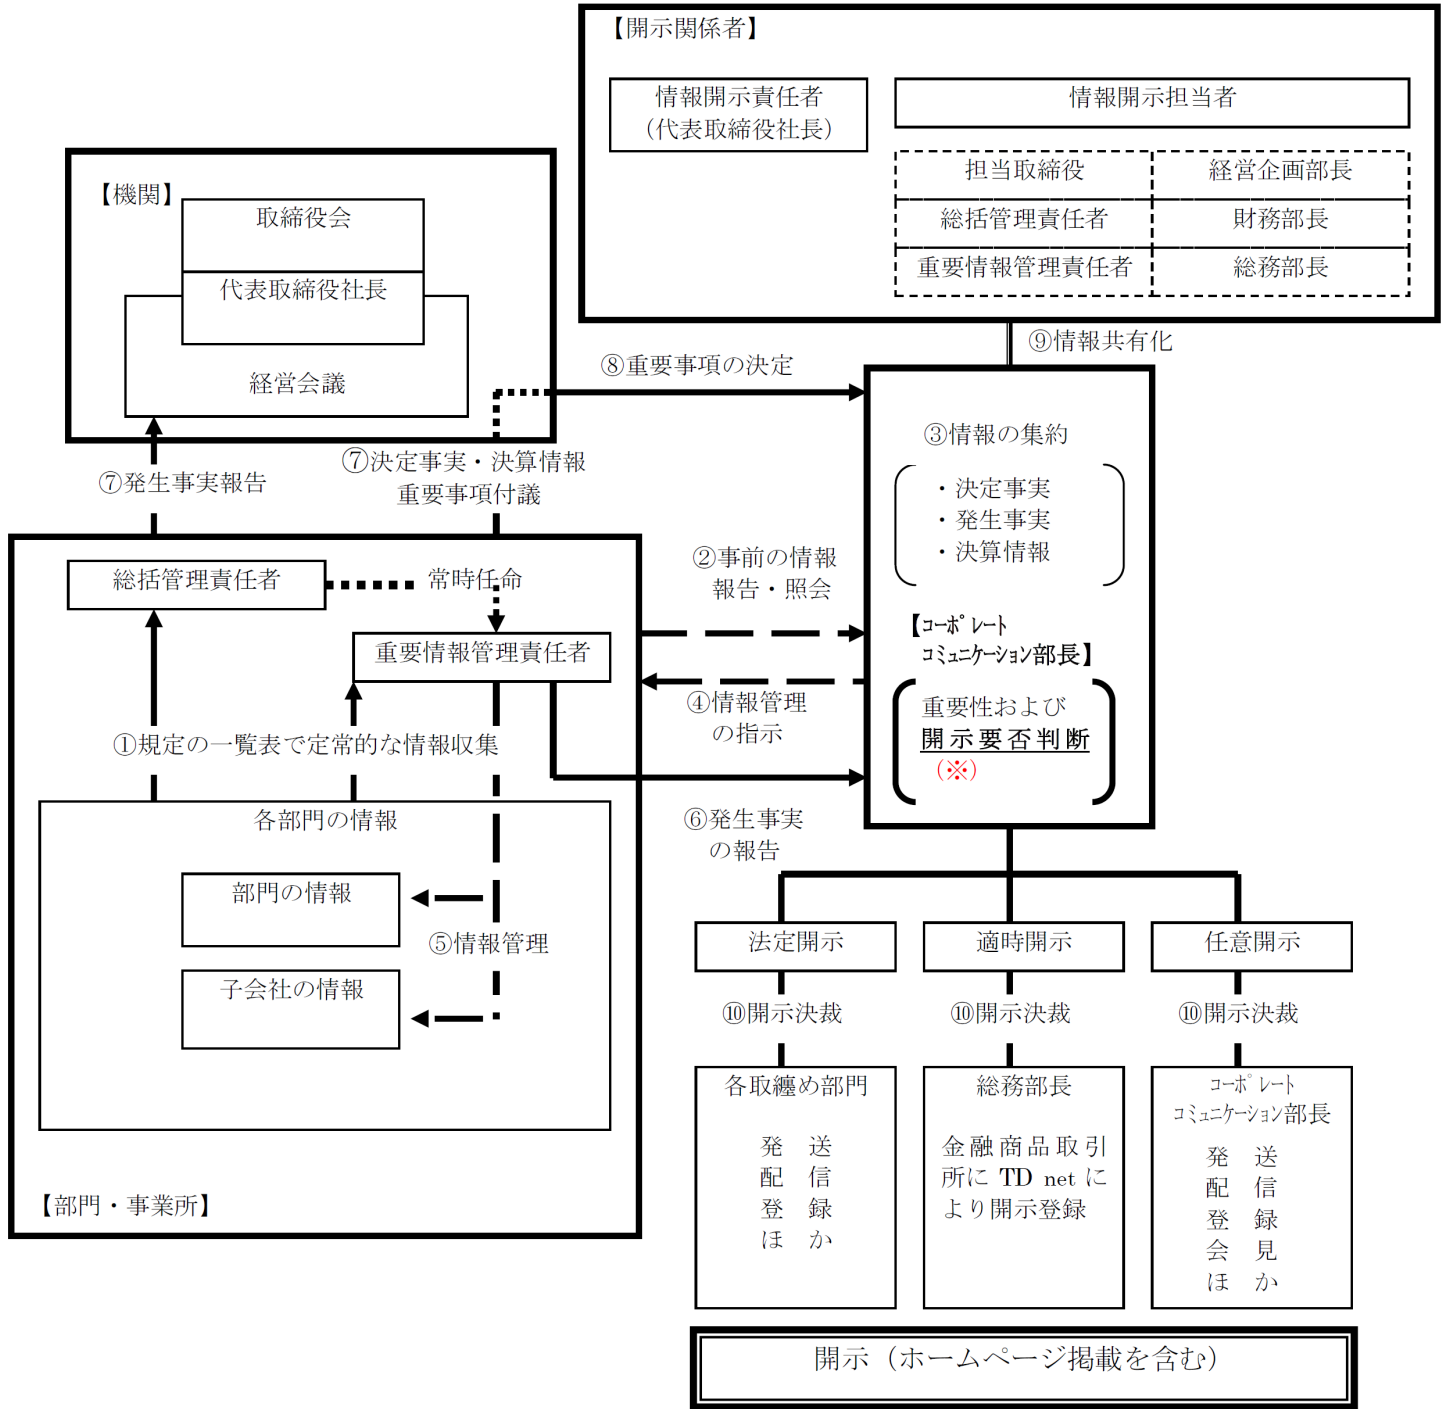 【開示関係者】
情報開示責任者
（代表取締役社長）
情報開示担当者
担当取締役
経営企画部長
総括管理責任者
財務部長
重要情報管理責任者
総務部長
【機関】
取締役会
代表取締役社長
経営会議
⑨情報共有化
⑧重要事項の決定
⑦発生事実報告
⑦決定事実・決算情報
重要事項付議
③情報の集約
・決定事実
・発生事実
・決算情報
【コーポレート
コミュニケーション部長】
重要性および
開示要否判断
（※）
総括管理責任者
常時任命
重要情報管理責任者
②事前の情報
報告・照会
④情報管理
の指示
①規定の一覧表で定常的な情報収集
⑥発生事実
の報告
各部門の情報
部門の情報
⑤情報管理
子会社の情報
【部門・事業所】
法定開示
適時開示
任意開示
⑩開示決裁
⑩開示決裁
⑩開示決裁
各取纏め部門
発　送
配　信
登　録
ほ　か
総務部長
金融商品取引
所に TD net に
より開示登録
コーポレート
コミュニケーション部長
発　送
配　信
登　録
会　見
ほ　か
開示（ホームページ掲載を含む）